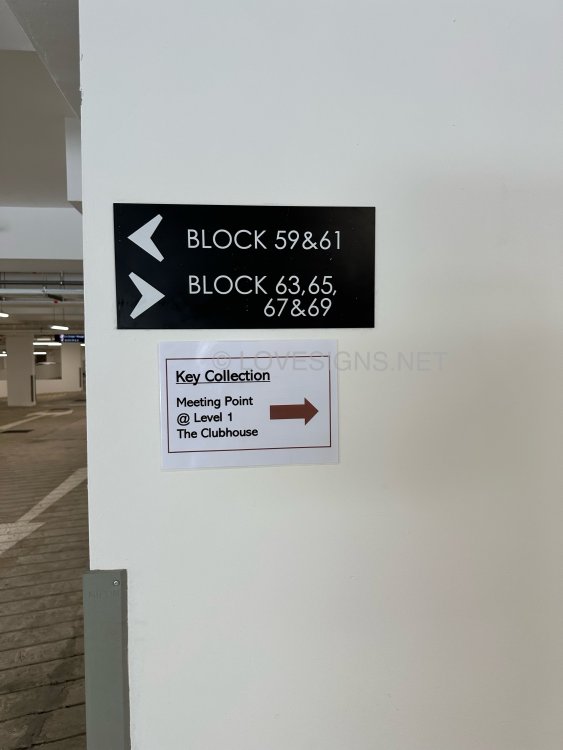 BLOCK 59&61
BLOCK 63,65,
67&69
© LOVESIGNS.NET
Key Collection
Meeting Point
@ Level 1
The Clubhouse